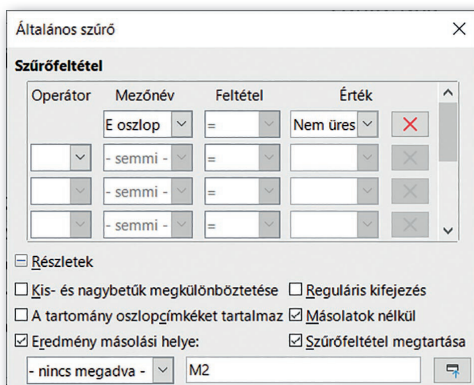 Általános szűrő
Szűrőfeltétel
Operátor Mezőnév Feltétel Érték
E oszlop = Nem üres
- semmi - =
- semmi - =
- semmi - =
Részletek
Kis- és nagybetűk megkülönböztetése Reguláris kifejezés
A tartomány oszlopcímkéket tartalmaz Másolatok nélkül
Eredmény másolási helye: Szűrőfeltétel megtartása
- nincs megadva - M2